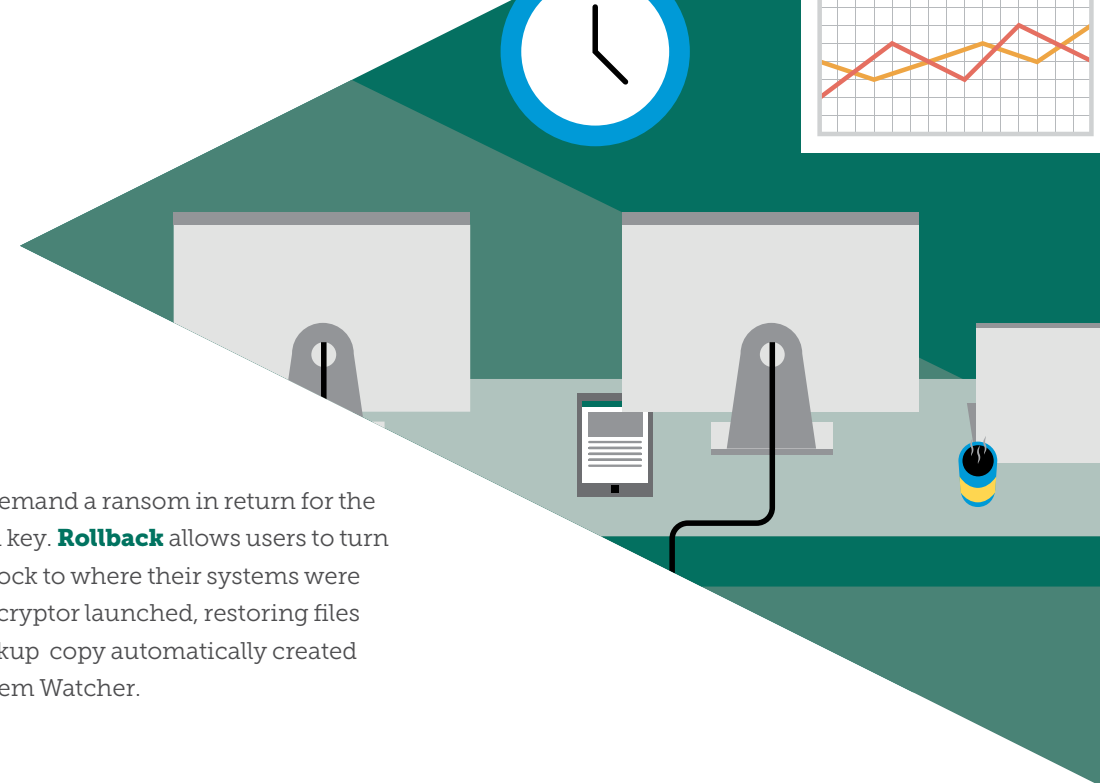 emand a ransom in return for the
key. Rollback allows users to turn
ock to where their systems were
cryptor launched, restoring files
kup copy automatically created
em Watcher.